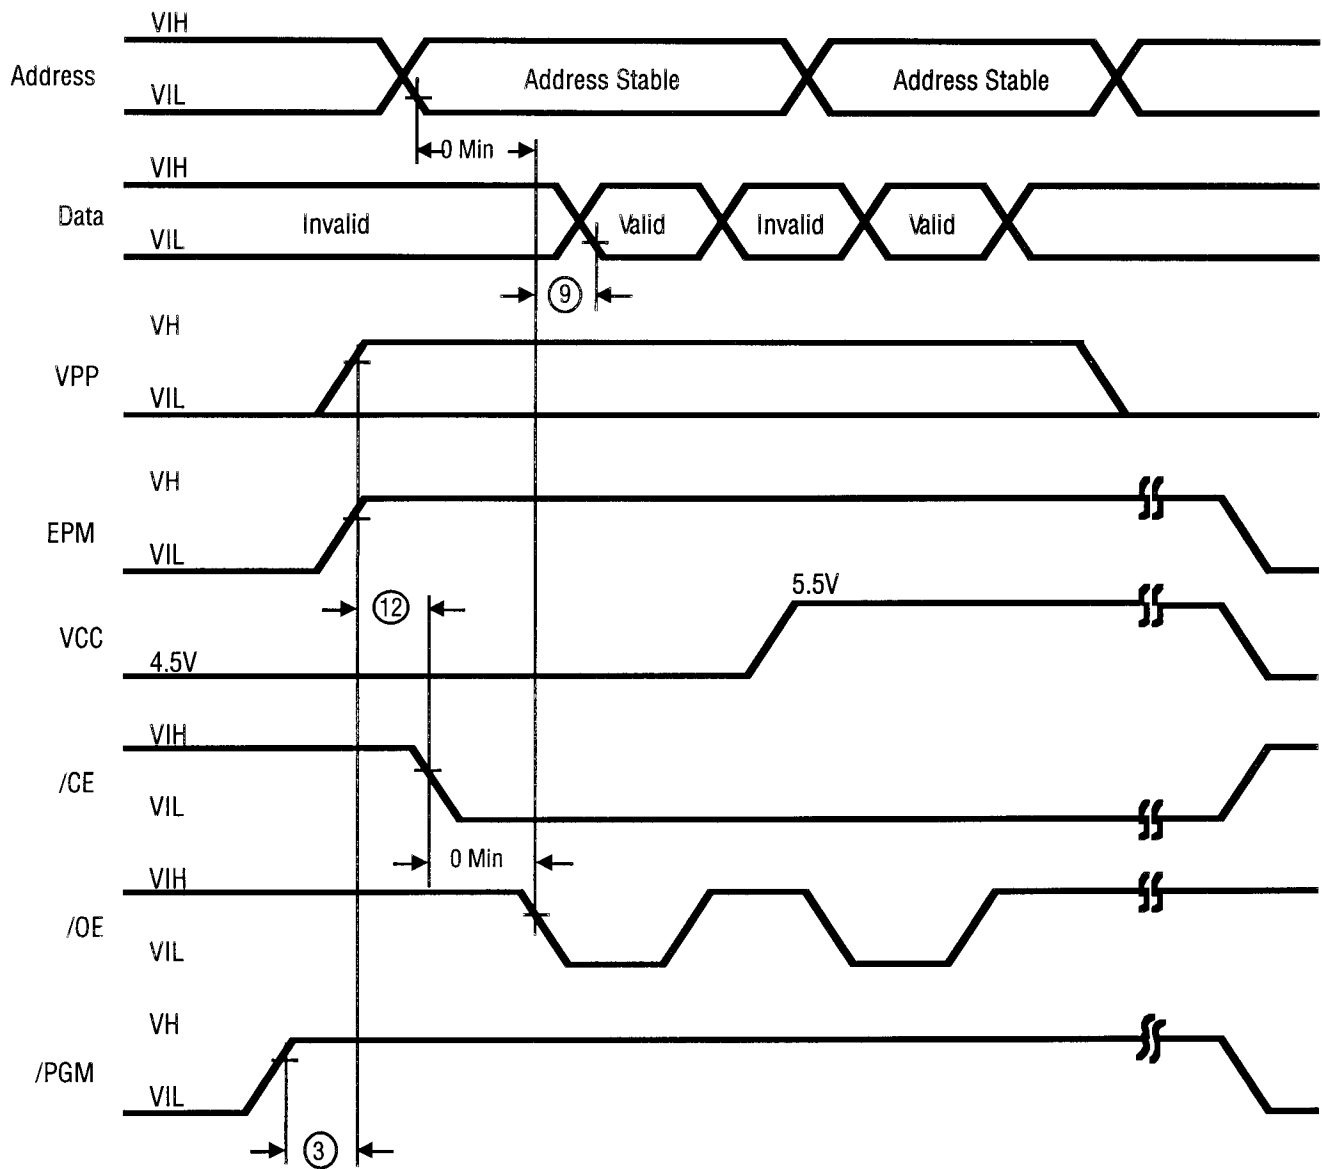 VIH
Address
VIL
Address Stable
Address Stable
0 Min
VIH
Data
VIL
Invalid
Valid
Invalid
Valid
9
VH
VPP
VIL
VH
EPM
VIL
12
5.5V
VCC
4.5V
VIH
/CE
VIL
0 Min
VIH
/OE
VIL
VH
/PGM
VIL
3